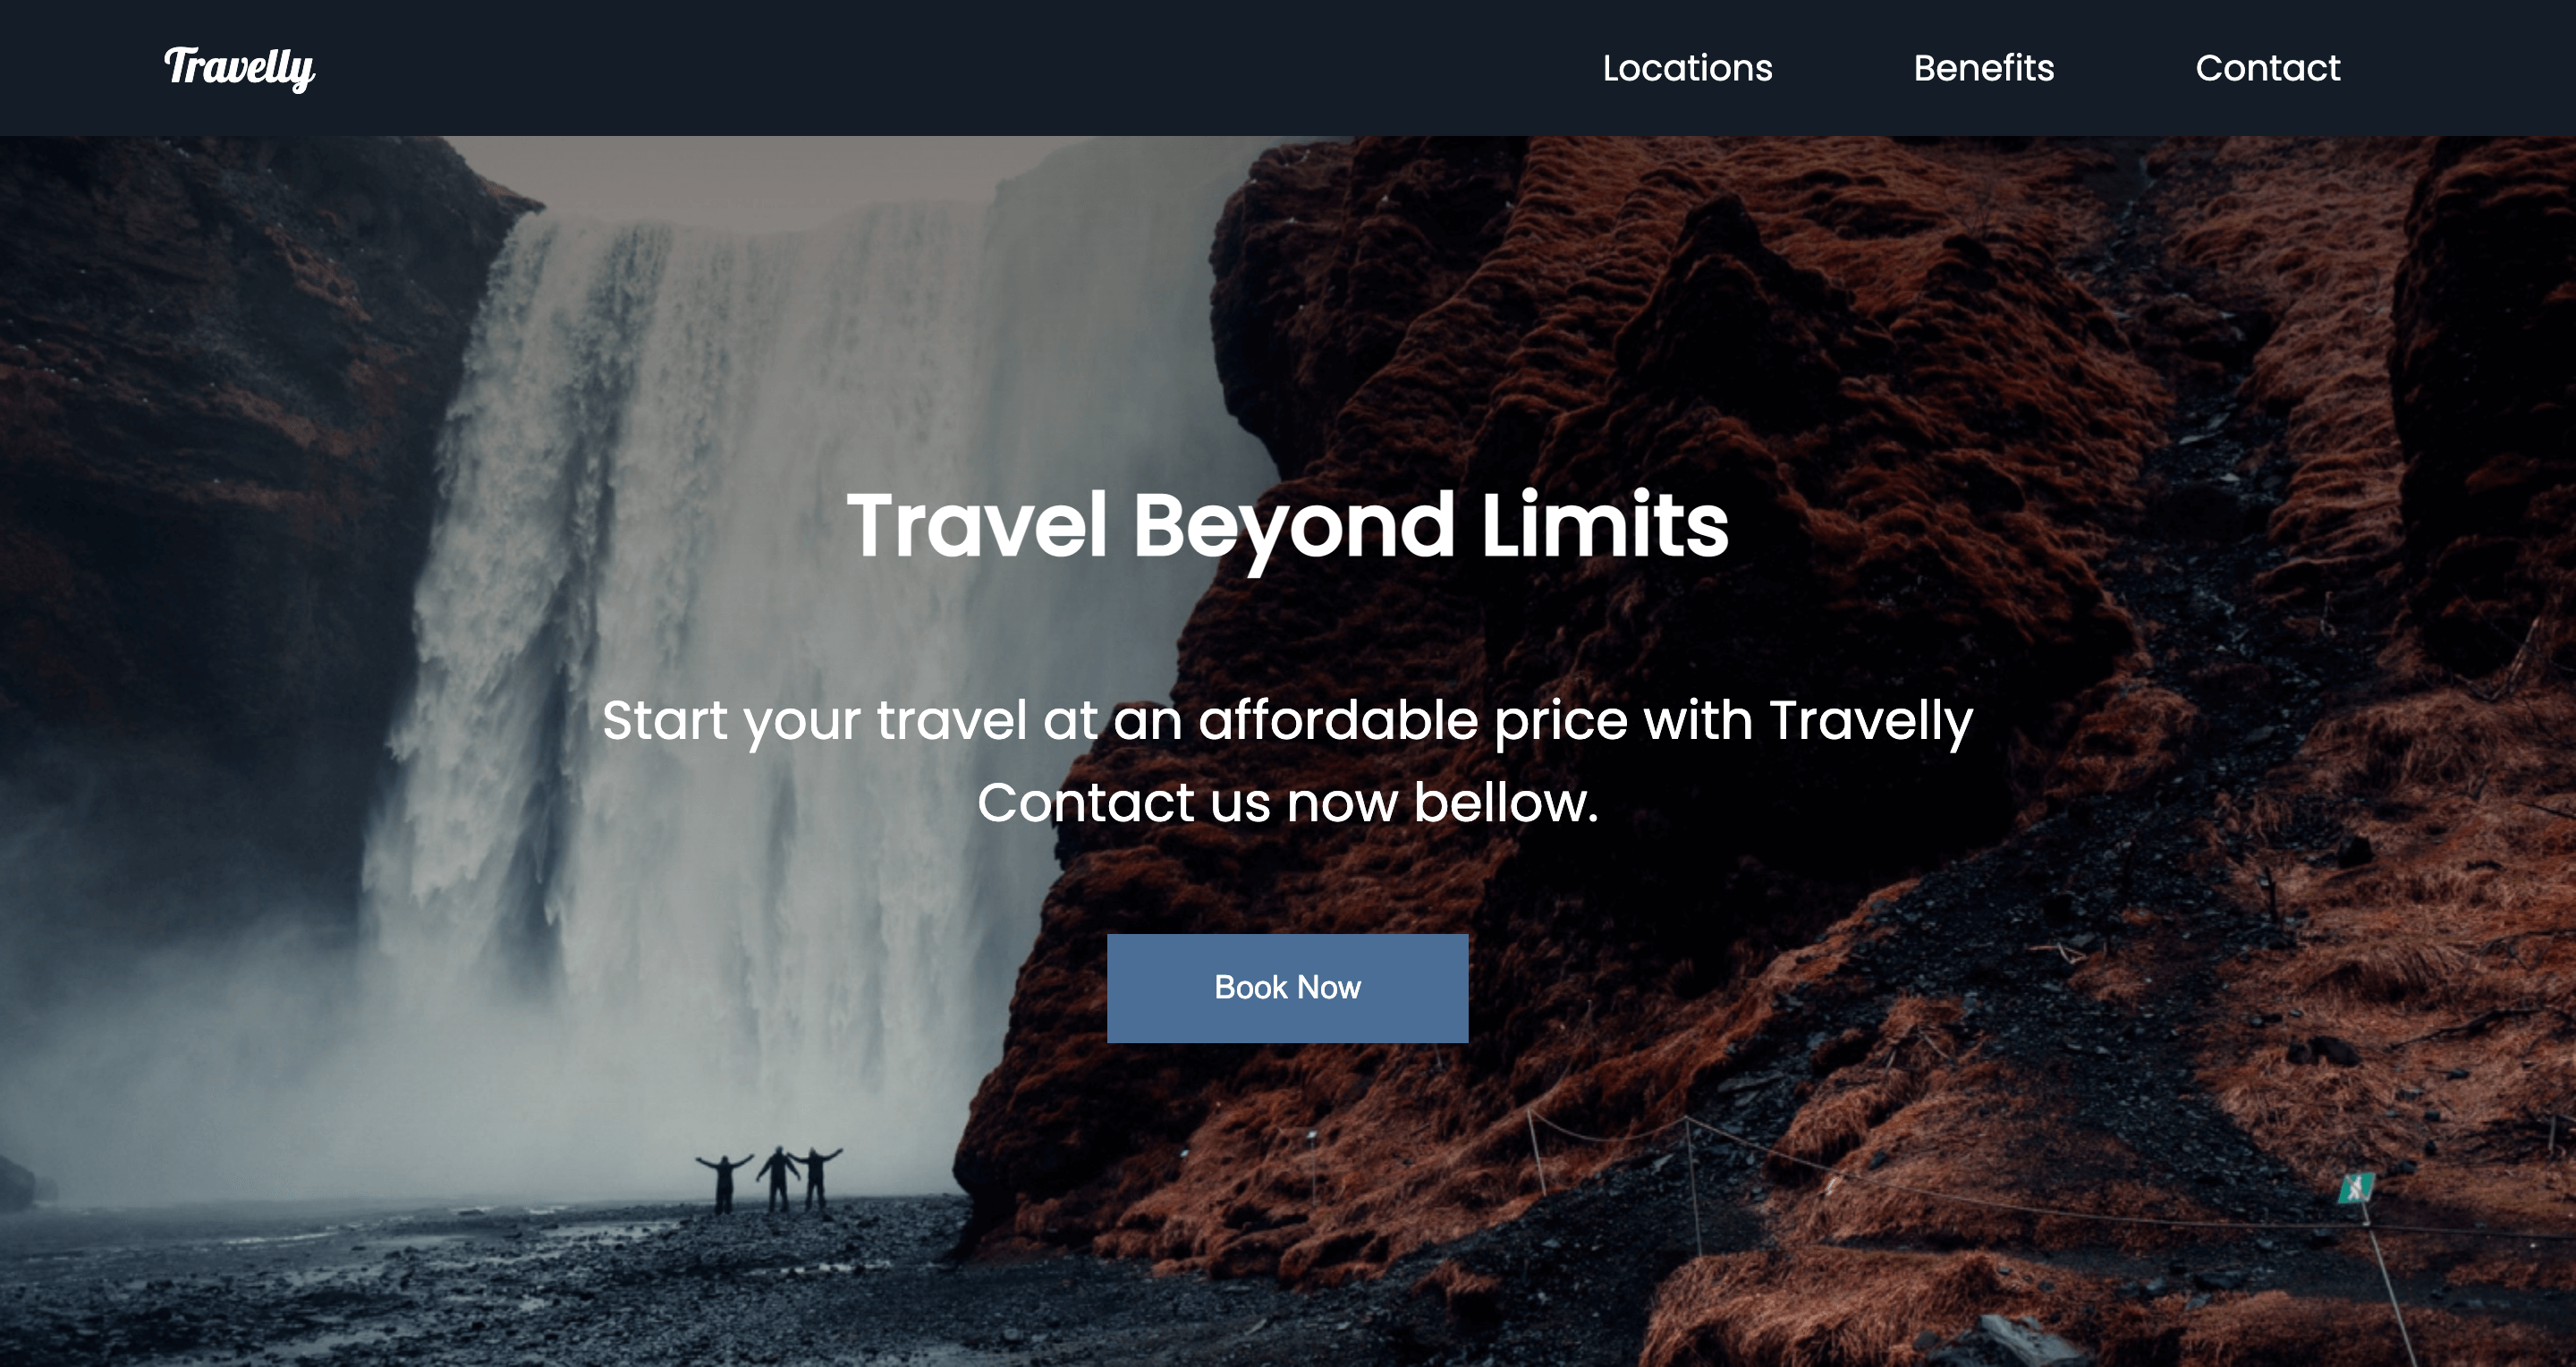 Travelly
Locations
Benefits
Contact
Travel Beyond Limits
Start your travel at an affordable price with Travelly
Contact us now bellow.
Book Now